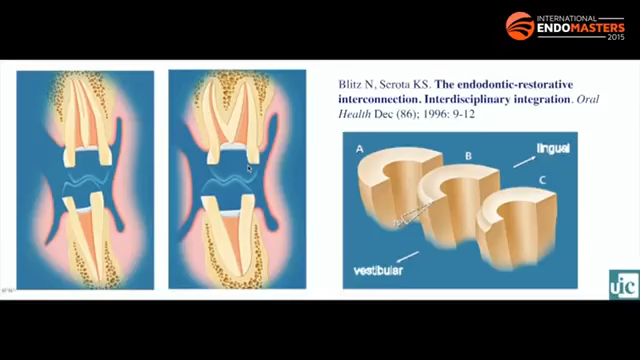 INTERNATIONAL
ENDOMASTERS
2015
Blitz N, Serota KS. The endodontic-restorative
interconnection. Interdisciplinary integration. Oral
Health Dec (86); 1996: 9-12
A
B
lingual
C
vestibular
uic